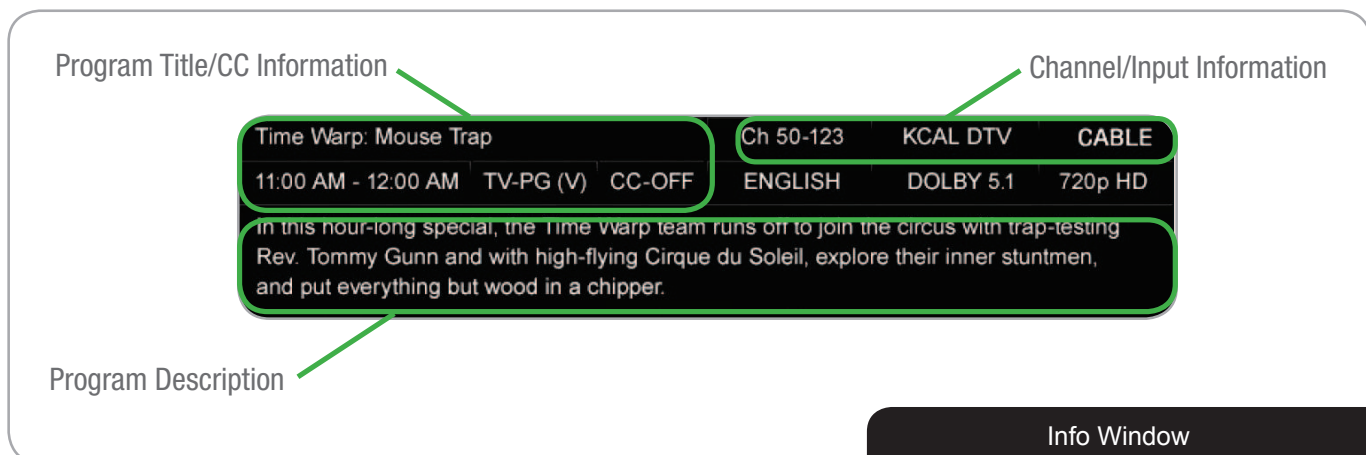 Program Title/CC Information
Channel/Input Information
Time Warp: Mouse Trap Ch 50-123 KCAL DTV CABLE
11:00 AM - 12:00 AM TV-PG (V) CC-OFF ENGLISH DOLBY 5.1 720p HD
In this hour-long special, the Time Warp team runs off to join the circus with trap-testing
Rev. Tommy Gunn and with high-flying Cirque du Soleil, explore their inner stuntmen,
and put everything but wood in a chipper.
Program Description
Info Window